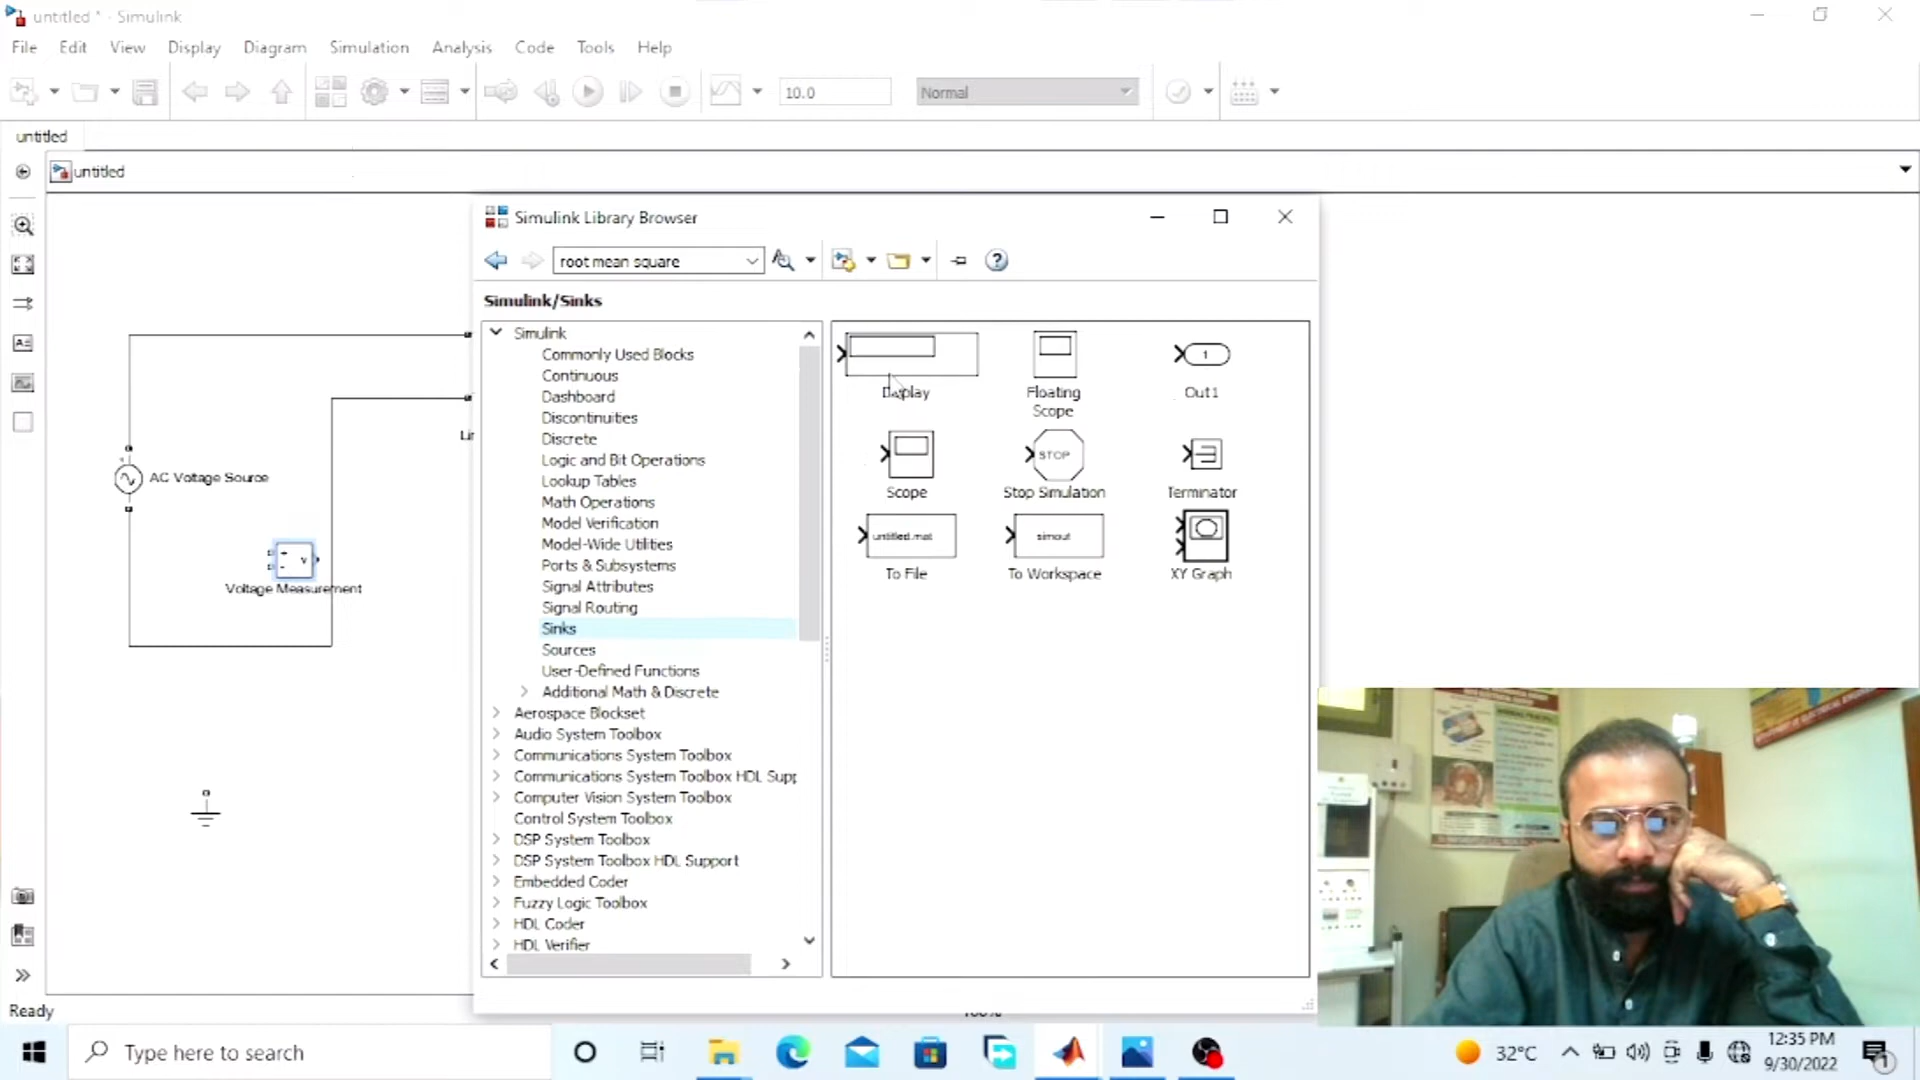 untitled * - Simulink
File Edit View Display Diagram Simulation Analysis Code Tools Help
10.0 Normal
untitled
untitled
Simulink Library Browser
root mean square
Simulink/Sinks
Simulink
Commonly Used Blocks
Continuous
Dashboard
Discontinuities
Discrete
Logic and Bit Operations
Lookup Tables
Math Operations
Model Verification
Model-Wide Utilities
Ports & Subsystems
Signal Attributes
Signal Routing
Sinks
Sources
User-Defined Functions
Additional Math & Discrete
Aerospace Blockset
Audio System Toolbox
Communications System Toolbox
Communications System Toolbox HDL Supp
Computer Vision System Toolbox
Control System Toolbox
DSP System Toolbox
DSP System Toolbox HDL Support
Embedded Coder
Fuzzy Logic Toolbox
HDL Coder
HDL Verifier
Display
Floating
Scope
1
Out1
Scope
STOP
Stop Simulation
Terminator
untitled.mat
To File
simout
To Workspace
XY Graph
AC Voltage Source
+
-
v
Voltage Measurement
Ready
Type here to search
32°C
12:35 PM
9/30/2022
1